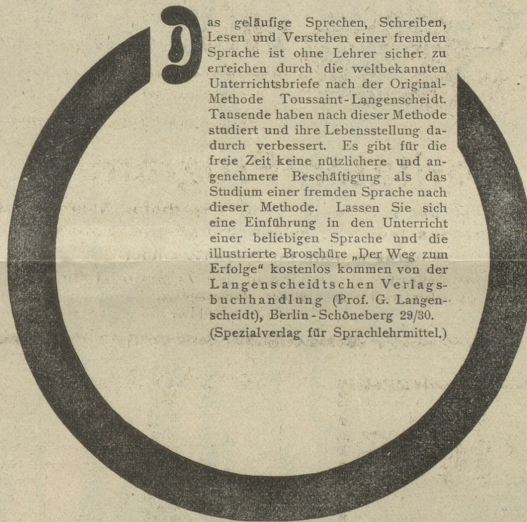 Das geläufige Sprechen, Schreiben,
Lesen und Verstehen einer fremden
Sprache ist ohne Lehrer sicher zu
erreichen durch die weltbekannten
Unterrichtsbriefe nach der Original-
Methode Toussaint-Langenscheidt.
Tausende haben nach dieser Methode
studiert und ihre Lebensstellung da-
durch verbessert. Es gibt für die
freie Zeit keine nützlichere und an-
genehmere Beschäftigung als das
Studium einer fremden Sprache nach
dieser Methode. Lassen Sie sich
eine Einführung in den Unterricht
einer beliebigen Sprache und die
illustrierte Broschüre „Der Weg zum
Erfolge“ kostenlos kommen von der
Langenscheidtschen Verlags-
buchhandlung (Prof. G. Langen-
scheidt), Berlin-Schöneberg 29/30.
(Spezialverlag für Sprachlehrmittel.)